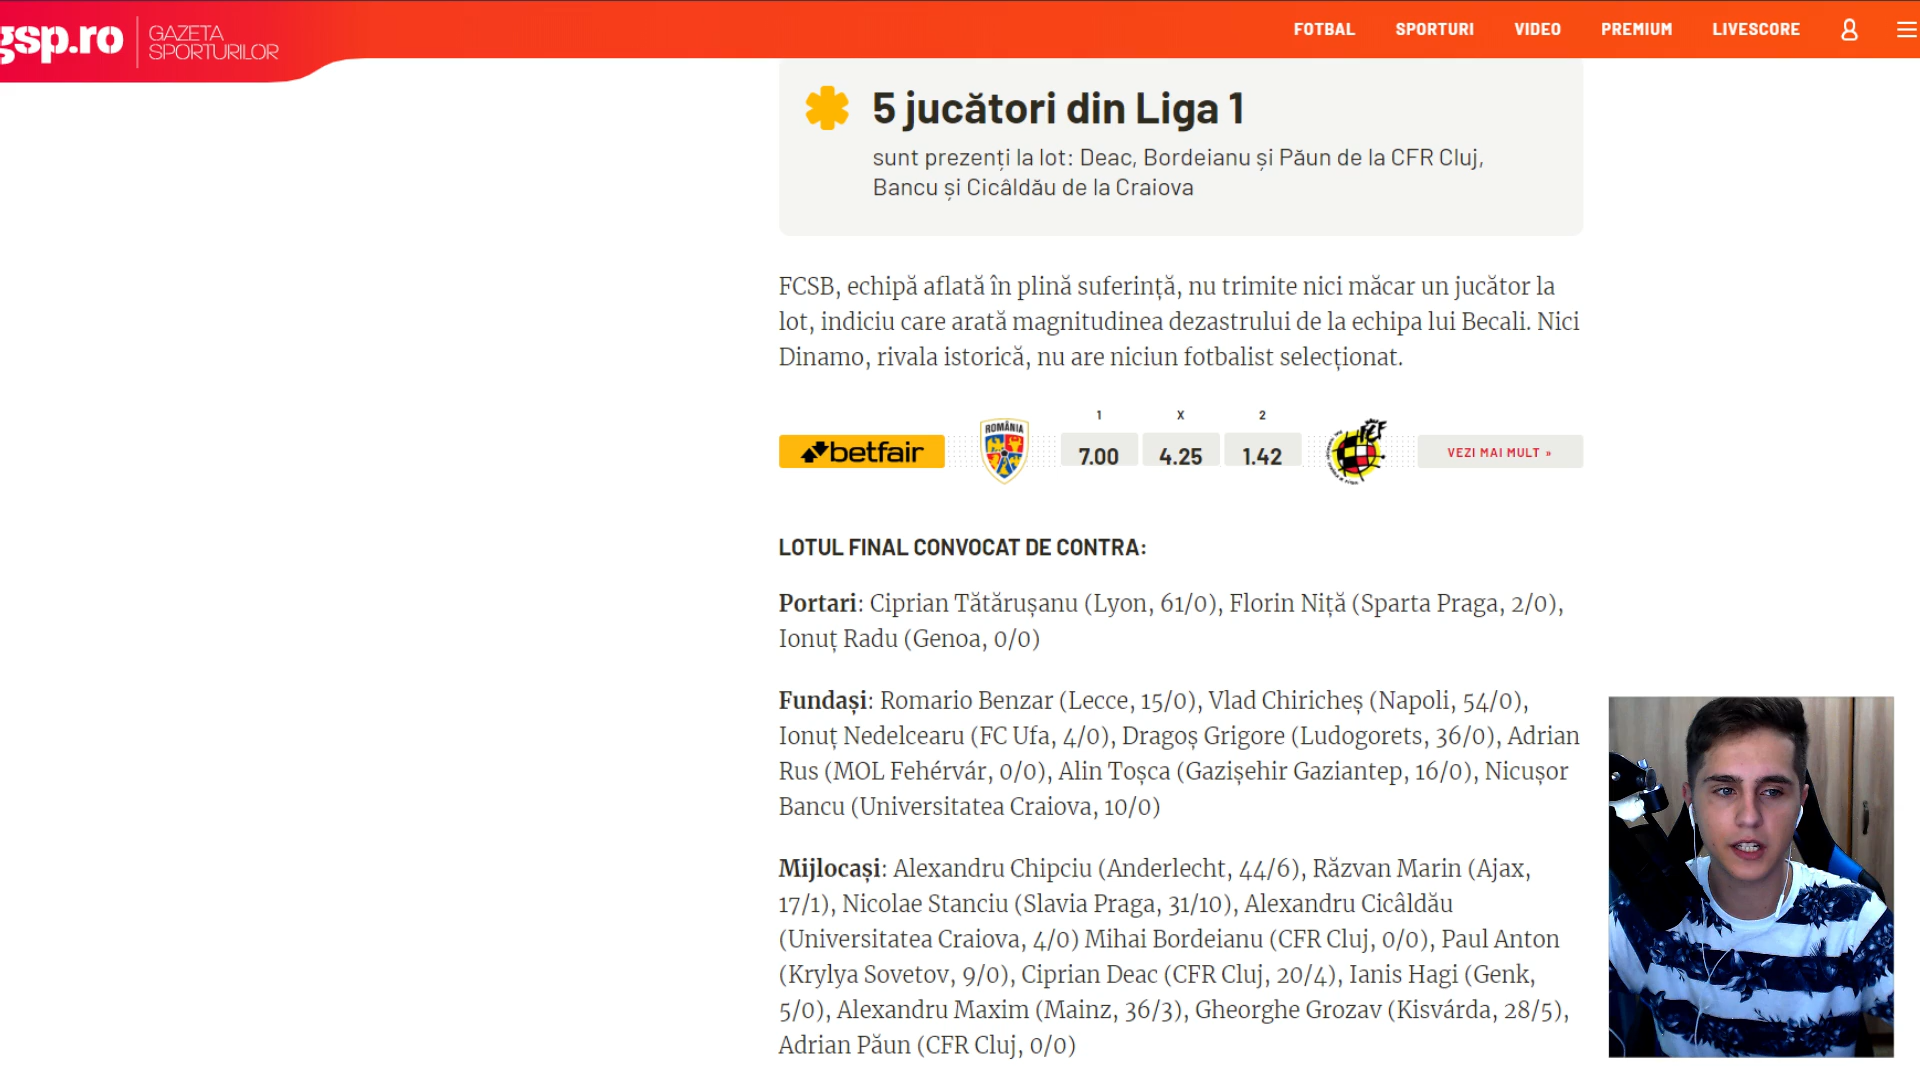 gsp.ro
GAZETA
SPORTURILOR
FOTBAL
SPORTURI
VIDEO
PREMIUM
LIVESCORE
5 jucători din Liga 1
sunt prezenți la lot: Deac, Bordeianu și Păun de la CFR Cluj,
Bancu și Cicâldău de la Craiova
FCSB, echipă aflată în plină suferință, nu trimite nici măcar un jucător la
lot, indiciu care arată magnitudinea dezastrului de la echipa lui Becali. Nici
Dinamo, rivala istorică, nu are niciun fotbalist selecționat.
1 X 2
betfair
ROMÂNIA
7.00 4.25 1.42
VEZI MAI MULT »
LOTUL FINAL CONVOCAT DE CONTRA:
Portari: Ciprian Tătărușanu (Lyon, 61/0), Florin Niță (Sparta Praga, 2/0),
Ionuț Radu (Genoa, 0/0)
Fundași: Romario Benzar (Lecce, 15/0), Vlad Chiricheș (Napoli, 54/0),
Ionuț Nedelcearu (FC Ufa, 4/0), Dragoș Grigore (Ludogorets, 36/0), Adrian
Rus (MOL Fehérvár, 0/0), Alin Toșca (Gazișehir Gaziantep, 16/0), Nicușor
Bancu (Universitatea Craiova, 10/0)
Mijlocași: Alexandru Chipciu (Anderlecht, 44/6), Răzvan Marin (Ajax,
17/1), Nicolae Stanciu (Slavia Praga, 31/10), Alexandru Cicâldău
(Universitatea Craiova, 4/0) Mihai Bordeianu (CFR Cluj, 0/0), Paul Anton
(Krylya Sovetov, 9/0), Ciprian Deac (CFR Cluj, 20/4), Ianis Hagi (Genk,
5/0), Alexandru Maxim (Mainz, 36/3), Gheorghe Grozav (Kisvárda, 28/5),
Adrian Păun (CFR Cluj, 0/0)